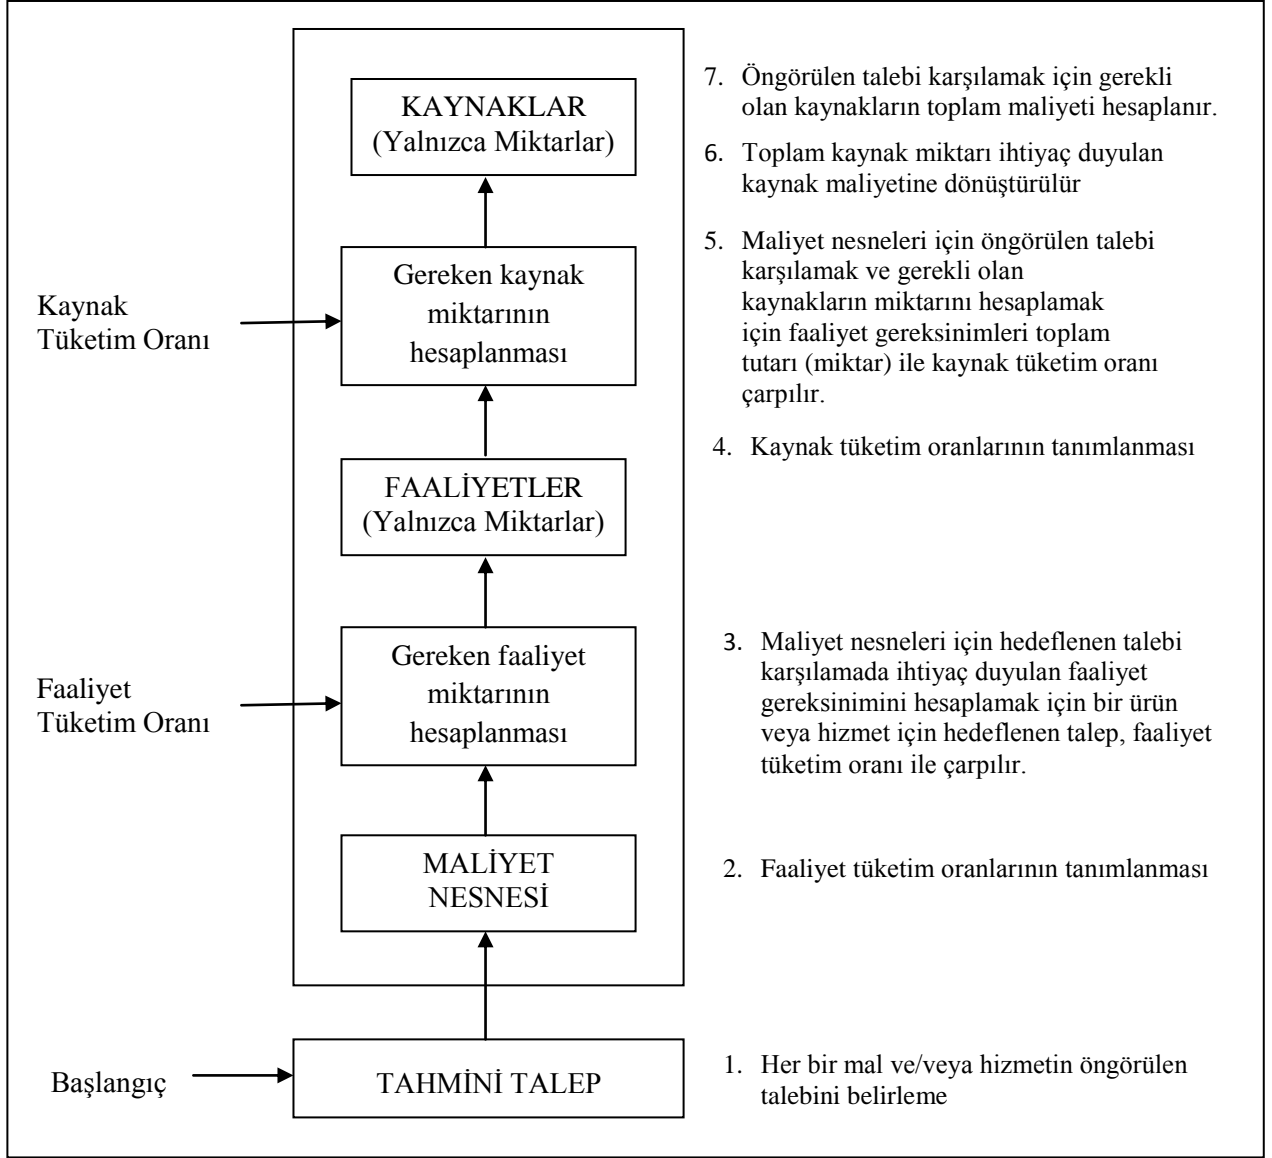 KAYNAKLAR
(Yalnızca Miktarlar)
7. Öngörülen talebi karşılamak için gerekli
olan kaynakların toplam maliyeti hesaplanır.
6. Toplam kaynak miktarı ihtiyaç duyulan
kaynak maliyetine dönüştürülür
Kaynak
Tüketim Oranı
Gereken kaynak
miktarının
hesaplanması
5. Maliyet nesneleri için öngörülen talebi
karşılamak ve gerekli olan
kaynakların miktarını hesaplamak
için faaliyet gereksinimleri toplam
tutarı (miktar) ile kaynak tüketim oranı
çarpılır.
4. Kaynak tüketim oranlarının tanımlanması
FAALİYETLER
(Yalnızca Miktarlar)
Faaliyet
Tüketim Oranı
Gereken faaliyet
miktarının
hesaplanması
3. Maliyet nesneleri için hedeflenen talebi
karşılamada ihtiyaç duyulan faaliyet
gereksinimini hesaplamak için bir ürün
veya hizmet için hedeflenen talep, faaliyet
tüketim oranı ile çarpılır.
MALİYET
NESNESİ
2. Faaliyet tüketim oranlarının tanımlanması
Başlangıç
TAHMİNİ TALEP
1. Her bir mal ve/veya hizmetin öngörülen
talebini belirleme